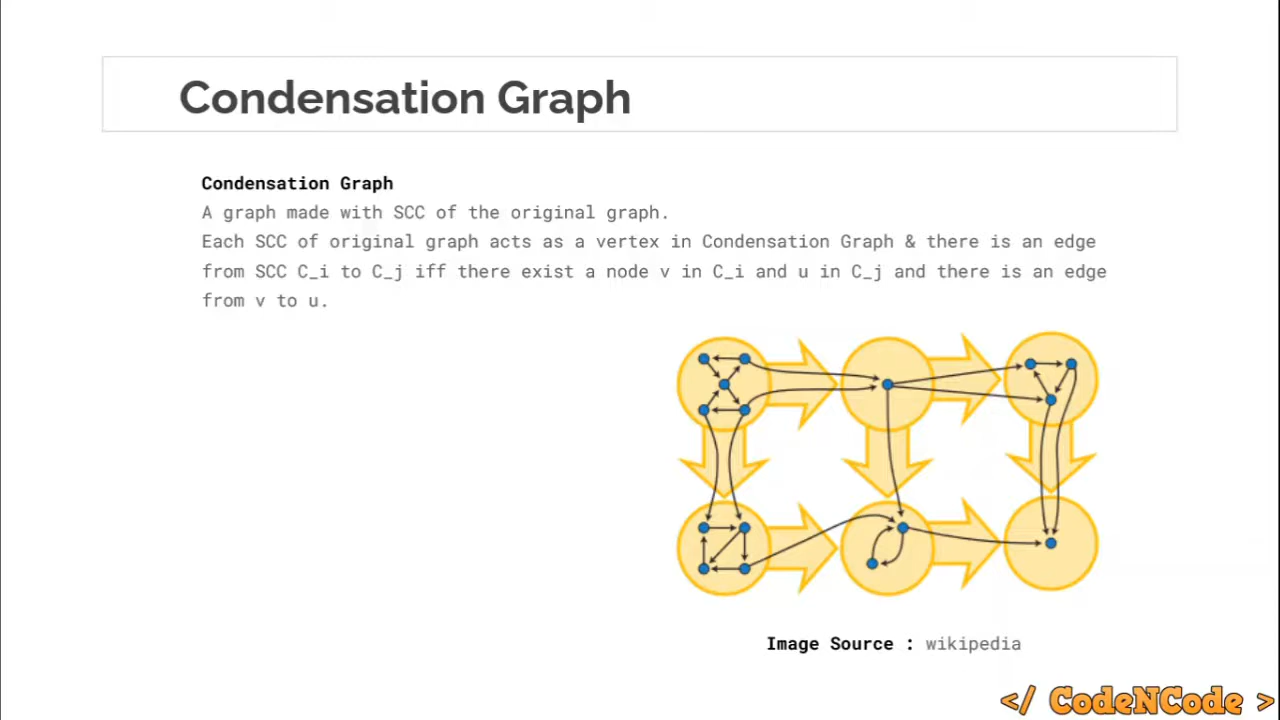 Condensation Graph
Condensation Graph
A graph made with SCC of the original graph.
Each SCC of original graph acts as a vertex in Condensation Graph & there is an edge
from SCC C_i to C_j iff there exist a node v in C_i and u in C_j and there is an edge
from v to u.
Image Source : wikipedia
</ CodeNCode >